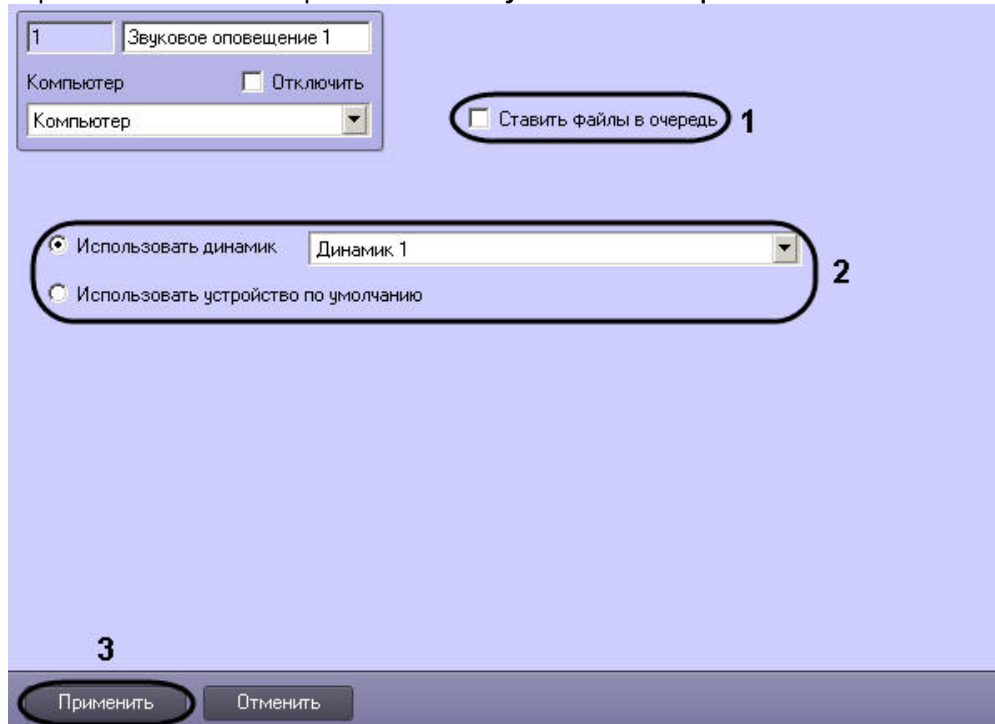 1 Звуковое оповещение 1
Компьютер Отключить
Компьютер
Ставить файлы в очередь 1
Использовать динамик Динамик 1
Использовать устройство по умолчанию
2
3
Применить Отменить